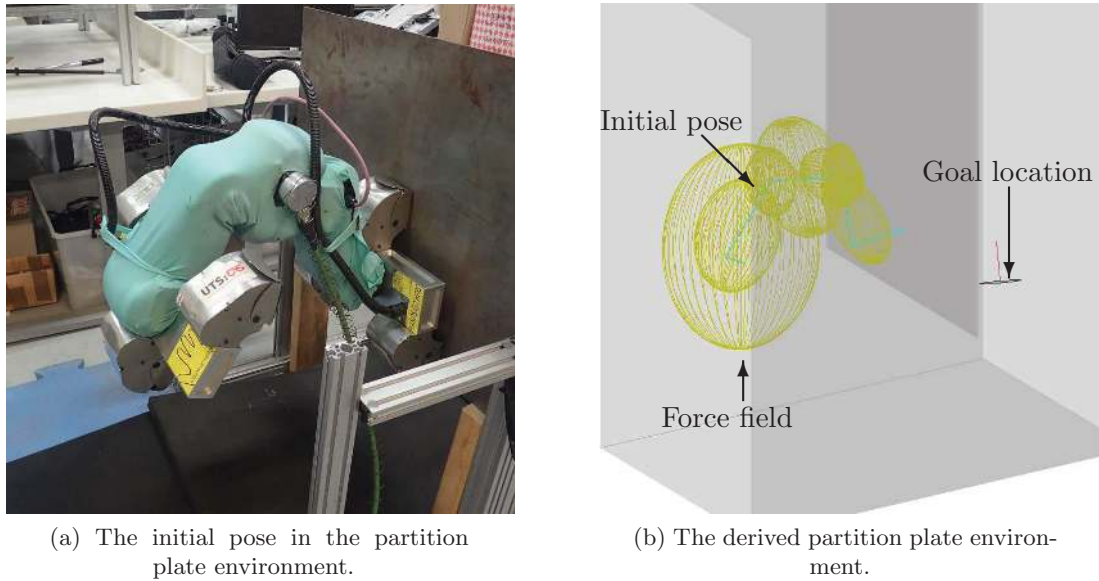 UTS:
Initial pose
Goal location
Force field
(a) The initial pose in the partition
plate environment.
(b) The derived partition plate environ-
ment.